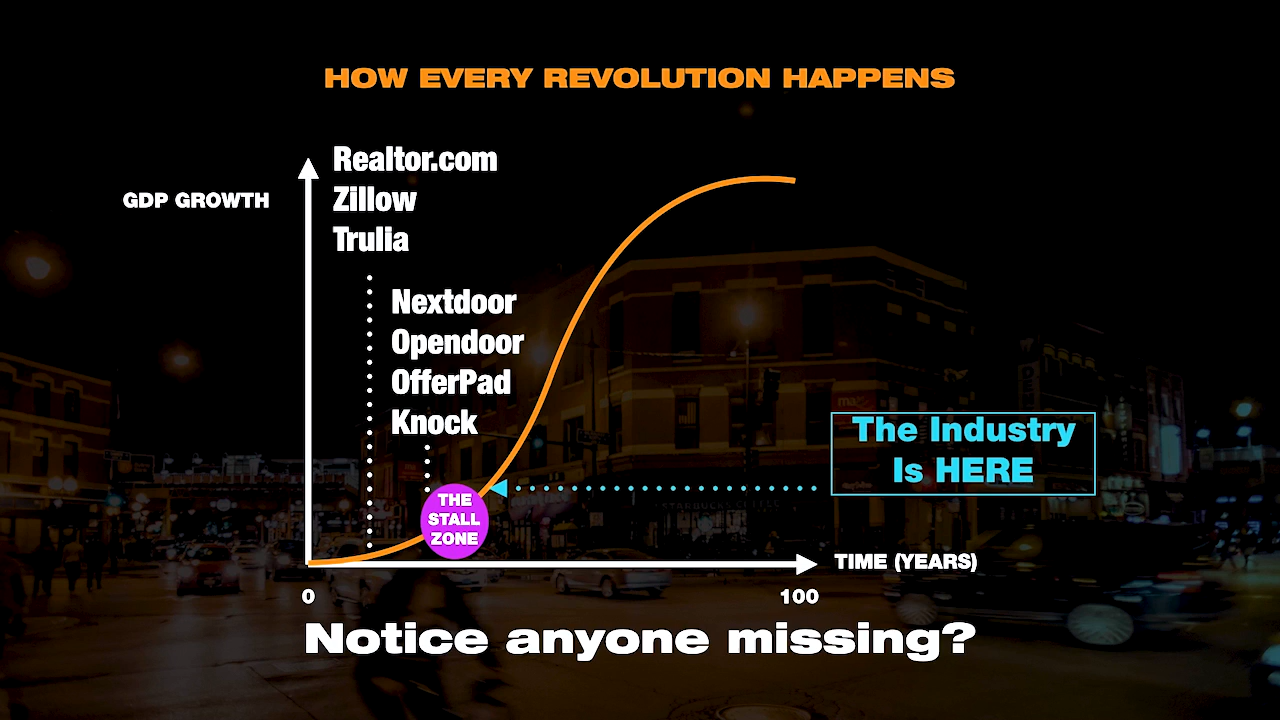 HOW EVERY REVOLUTION HAPPENS
Realtor.com
Zillow
Trulia
GDP GROWTH
Nextdoor
Opendoor
OfferPad
Knock
The Industry
Is HERE
THE
STALL
ZONE
TIME (YEARS)
0
100
Notice anyone missing?